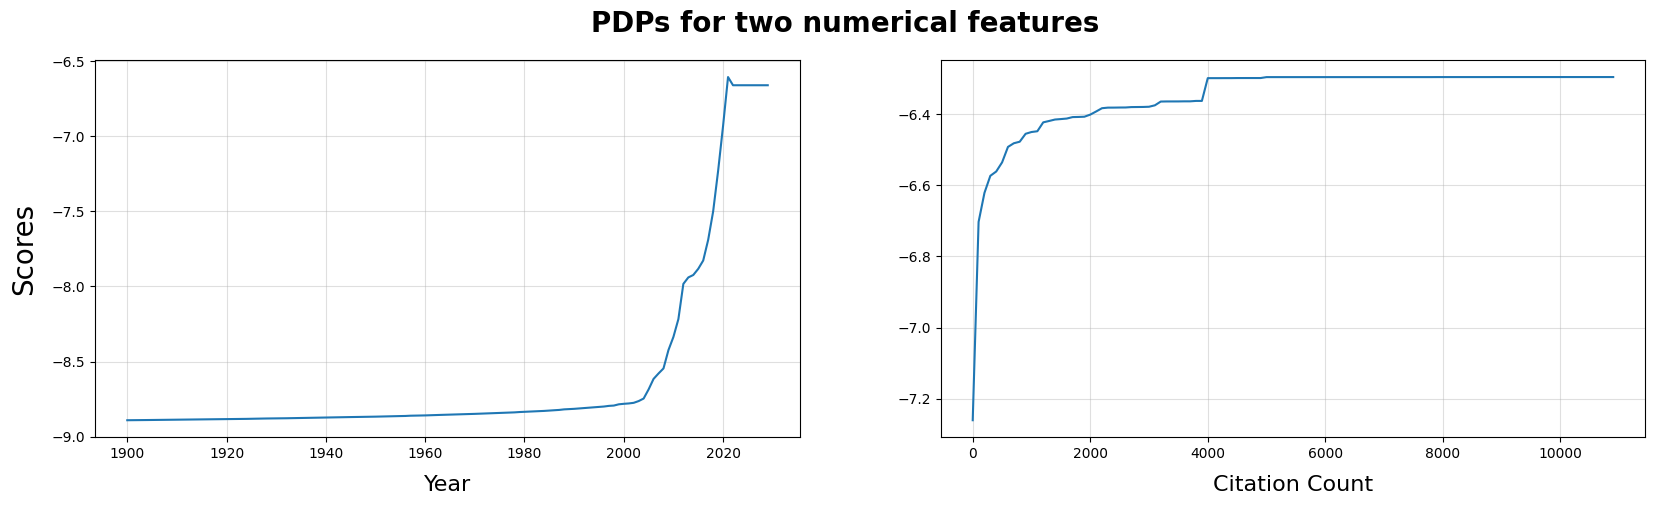 PDPs for two numerical features
Scores
−6.5
−7.0
−7.5
−8.0
−8.5
−9.0
1900 1920 1940 1960 1980 2000 2020
Year
−6.4
−6.6
−6.8
−7.0
−7.2
0 2000 4000 6000 8000 10000
Citation Count